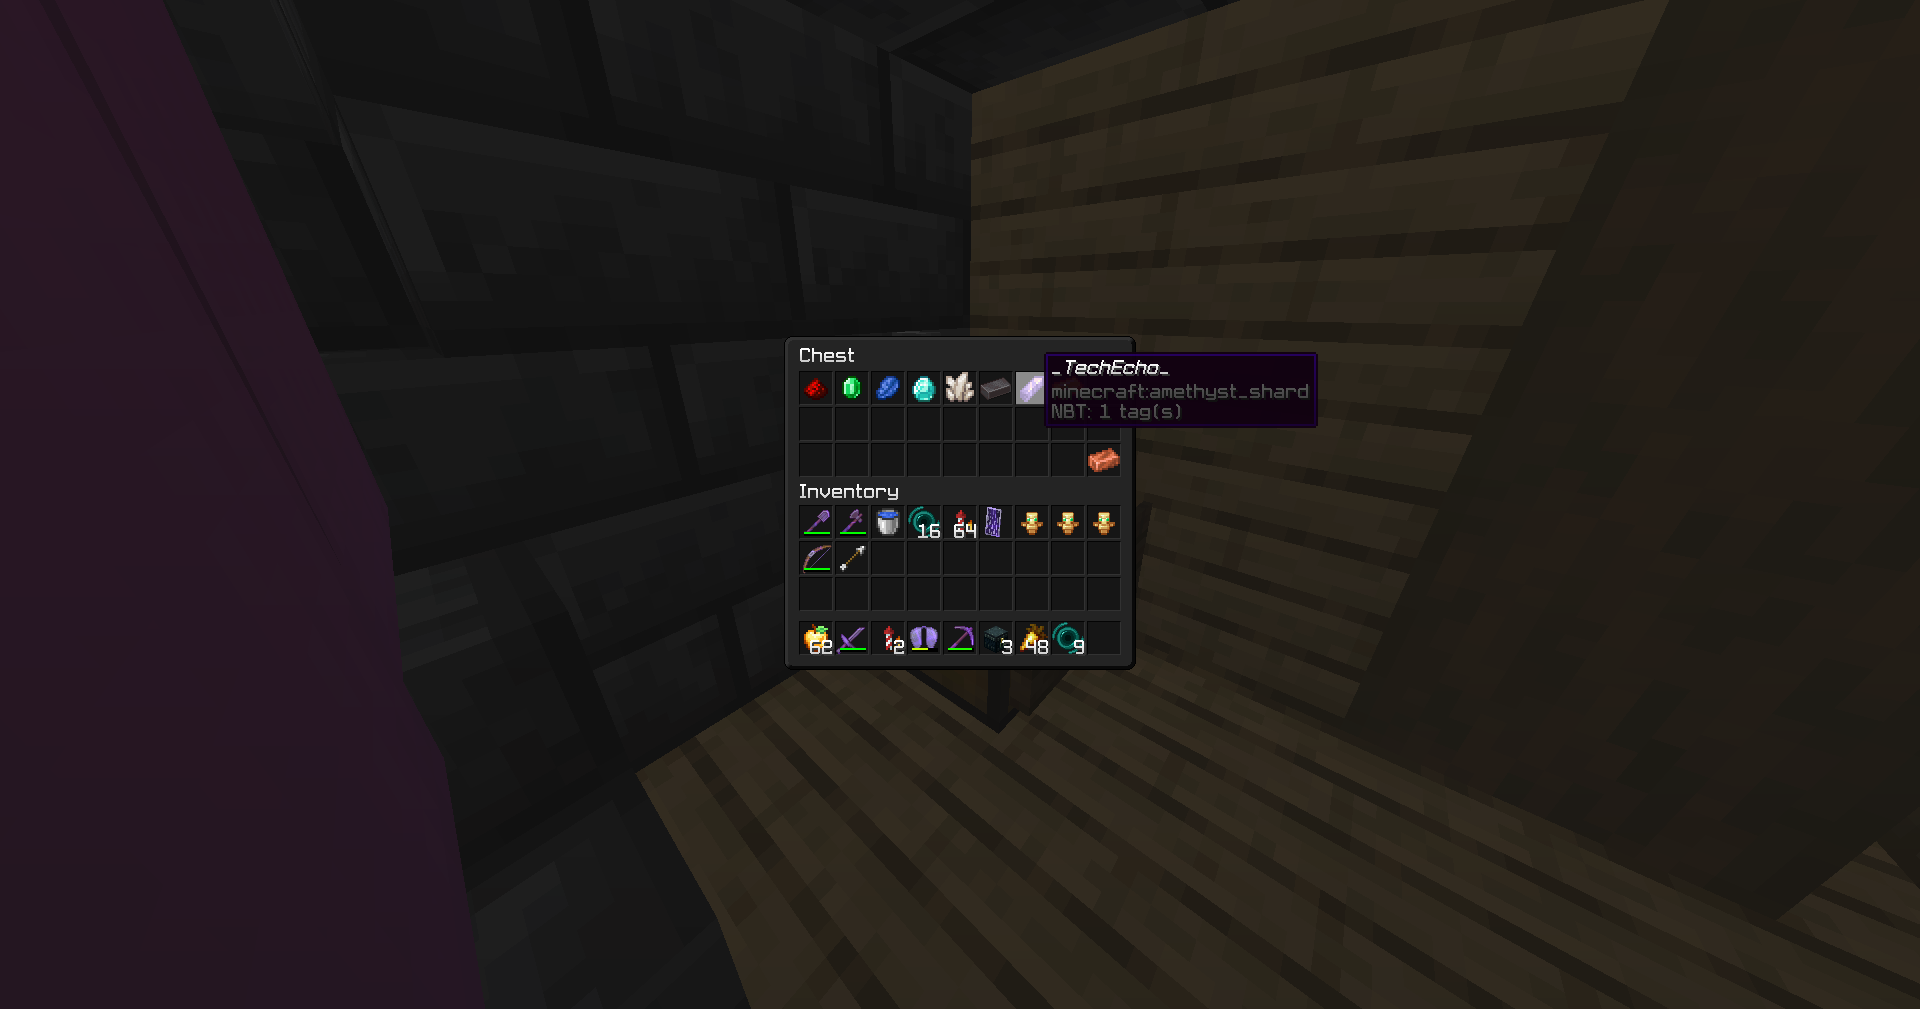 Chest
_TechEcho_
minecraft:amethyst_shard
NBT: 1 tag(s)
Inventory
16 64
62 2 3 48 9